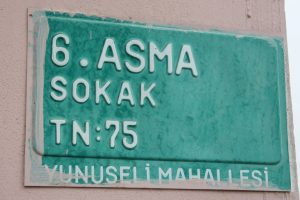 6. ASMA
SOKAK
TN:75
YUNUSELİ MAHALLESİ